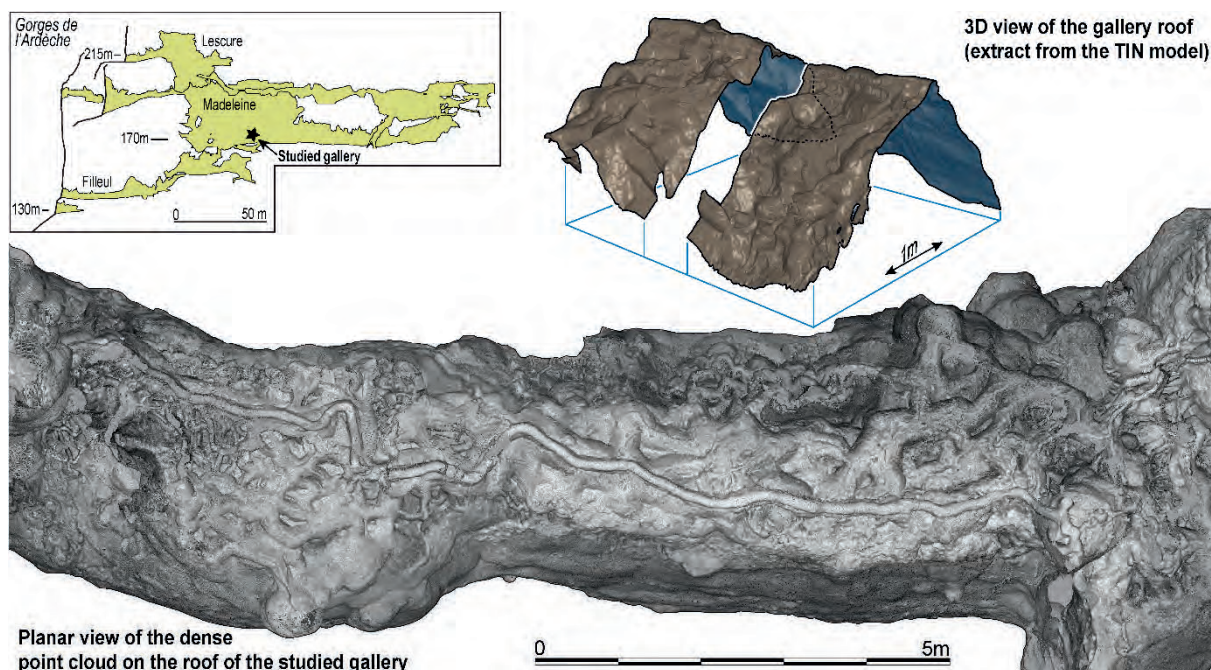 Gorges de
l'Ardèche
215m
Lescure
Madeleine
170m
Studied gallery
Filleul
130m
0 50 m
3D view of the gallery roof
(extract from the TIN model)
1m
Planar view of the dense
point cloud on the roof of the studied gallery
0 5m